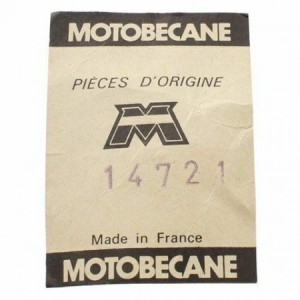 MOTOBECANE
PIÈCES D'ORIGINE
M
14721
Made in France
MOTOBECANE